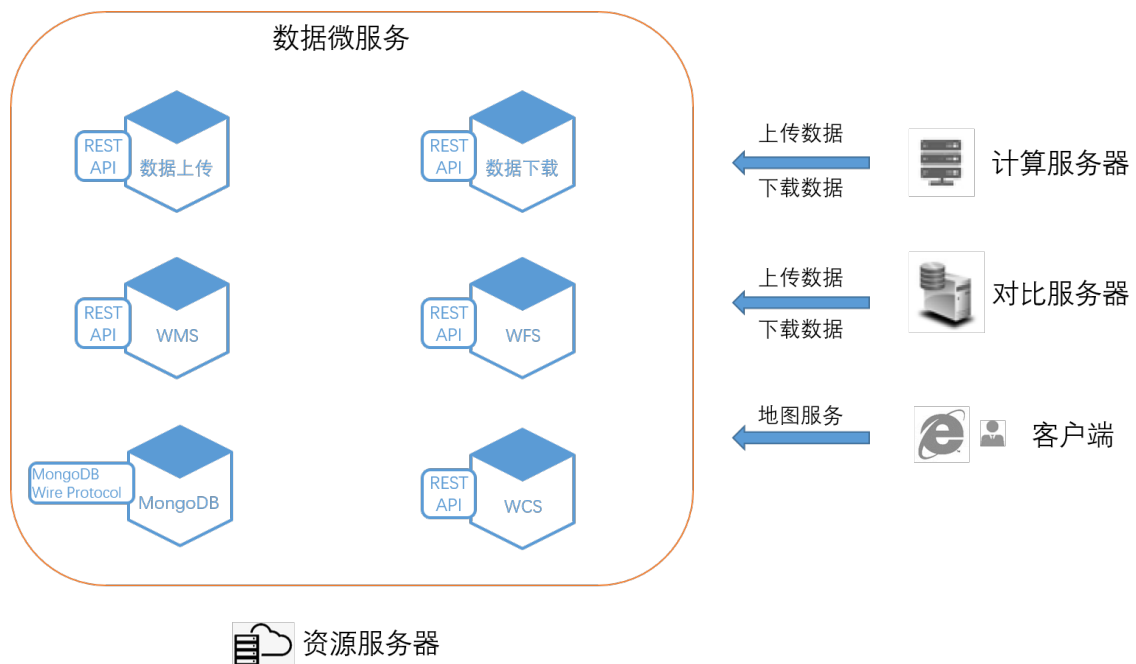 数据微服务
REST
API
数据上传
REST
API
数据下载
上传数据
下载数据
计算服务器
REST
API
WMS
REST
API
WFS
上传数据
下载数据
对比服务器
MongoDB
Wire Protocol
MongoDB
REST
API
WCS
地图服务
客户端
资源服务器